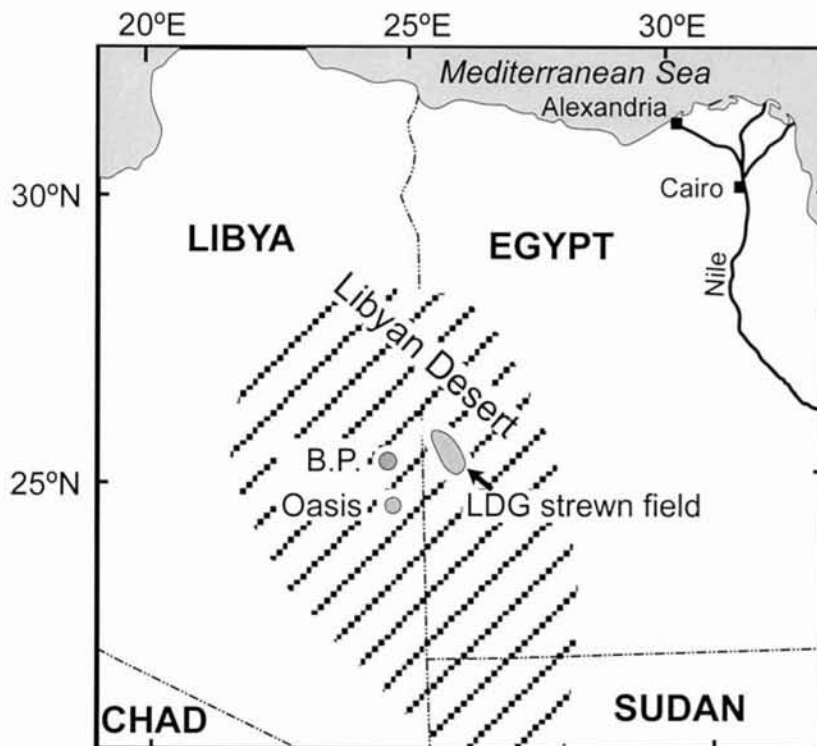 20ºE 25ºE 30ºE
Mediterranean Sea
Alexandria
30ºN
Cairo
LIBYA
EGYPT
Nile
Libyan Desert
B.P.
25ºN
Oasis
LDG strewn field
CHAD
SUDAN